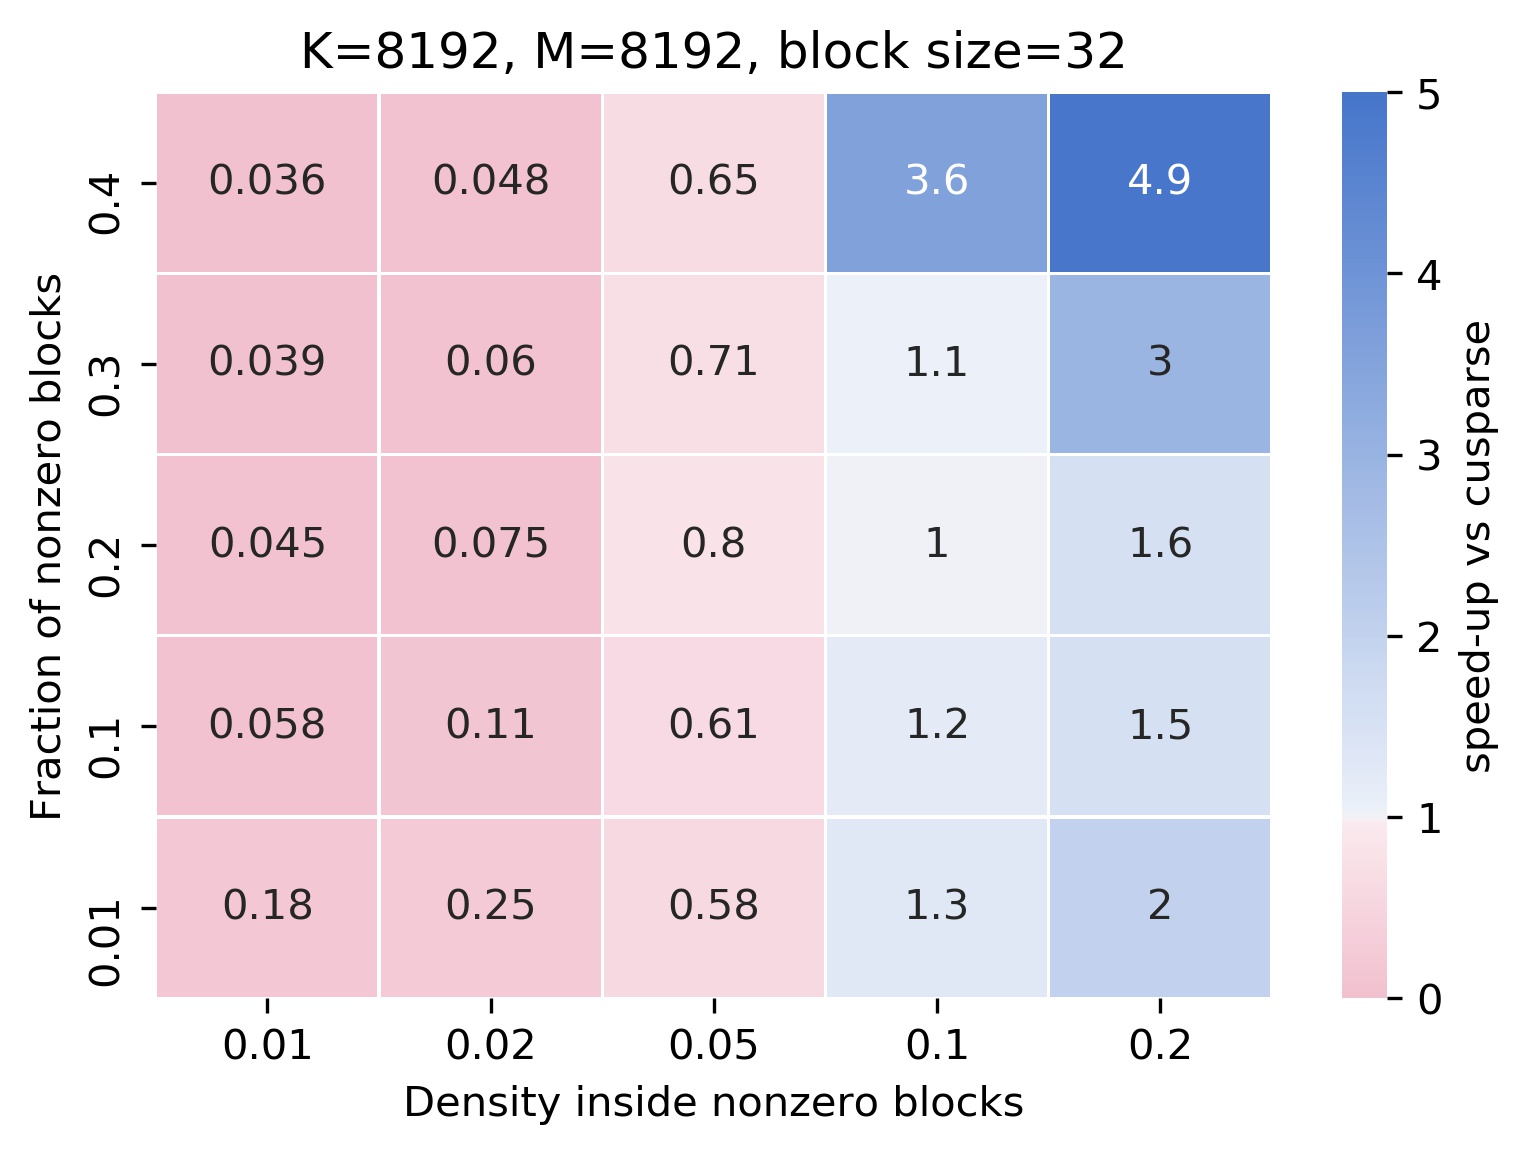 K=8192, M=8192, block size=32
0.4 0.036 0.048 0.65 3.6 4.9
0.3 0.039 0.06 0.71 1.1 3
0.2 0.045 0.075 0.8 1 1.6
0.1 0.058 0.11 0.61 1.2 1.5
0.01 0.18 0.25 0.58 1.3 2
0.01 0.02 0.05 0.1 0.2
Density inside nonzero blocks
Fraction of nonzero blocks
5
4
3
2
1
0
speed-up vs cusparse